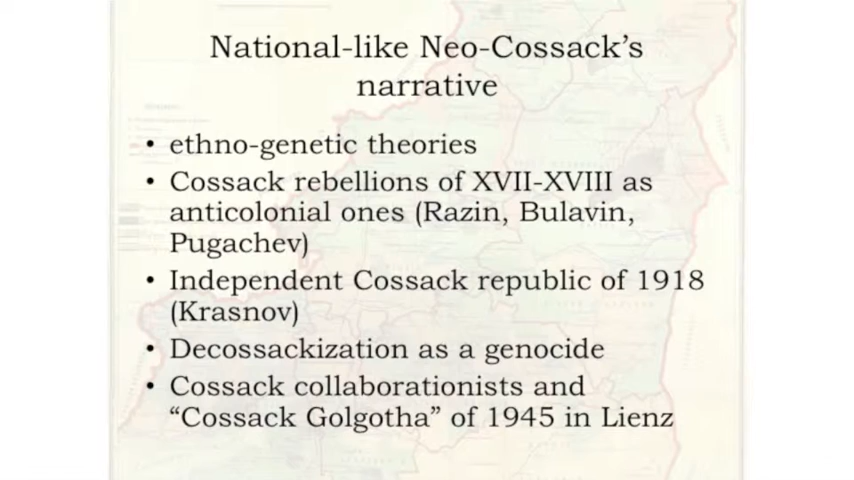 National-like Neo-Cossack's
narrative
• ethno-genetic theories
• Cossack rebellions of XVII-XVIII as
anticolonial ones (Razin, Bulavin,
Pugachev)
• Independent Cossack republic of 1918
(Krasnov)
• Decossackization as a genocide
• Cossack collaborationists and
“Cossack Golgotha” of 1945 in Lienz